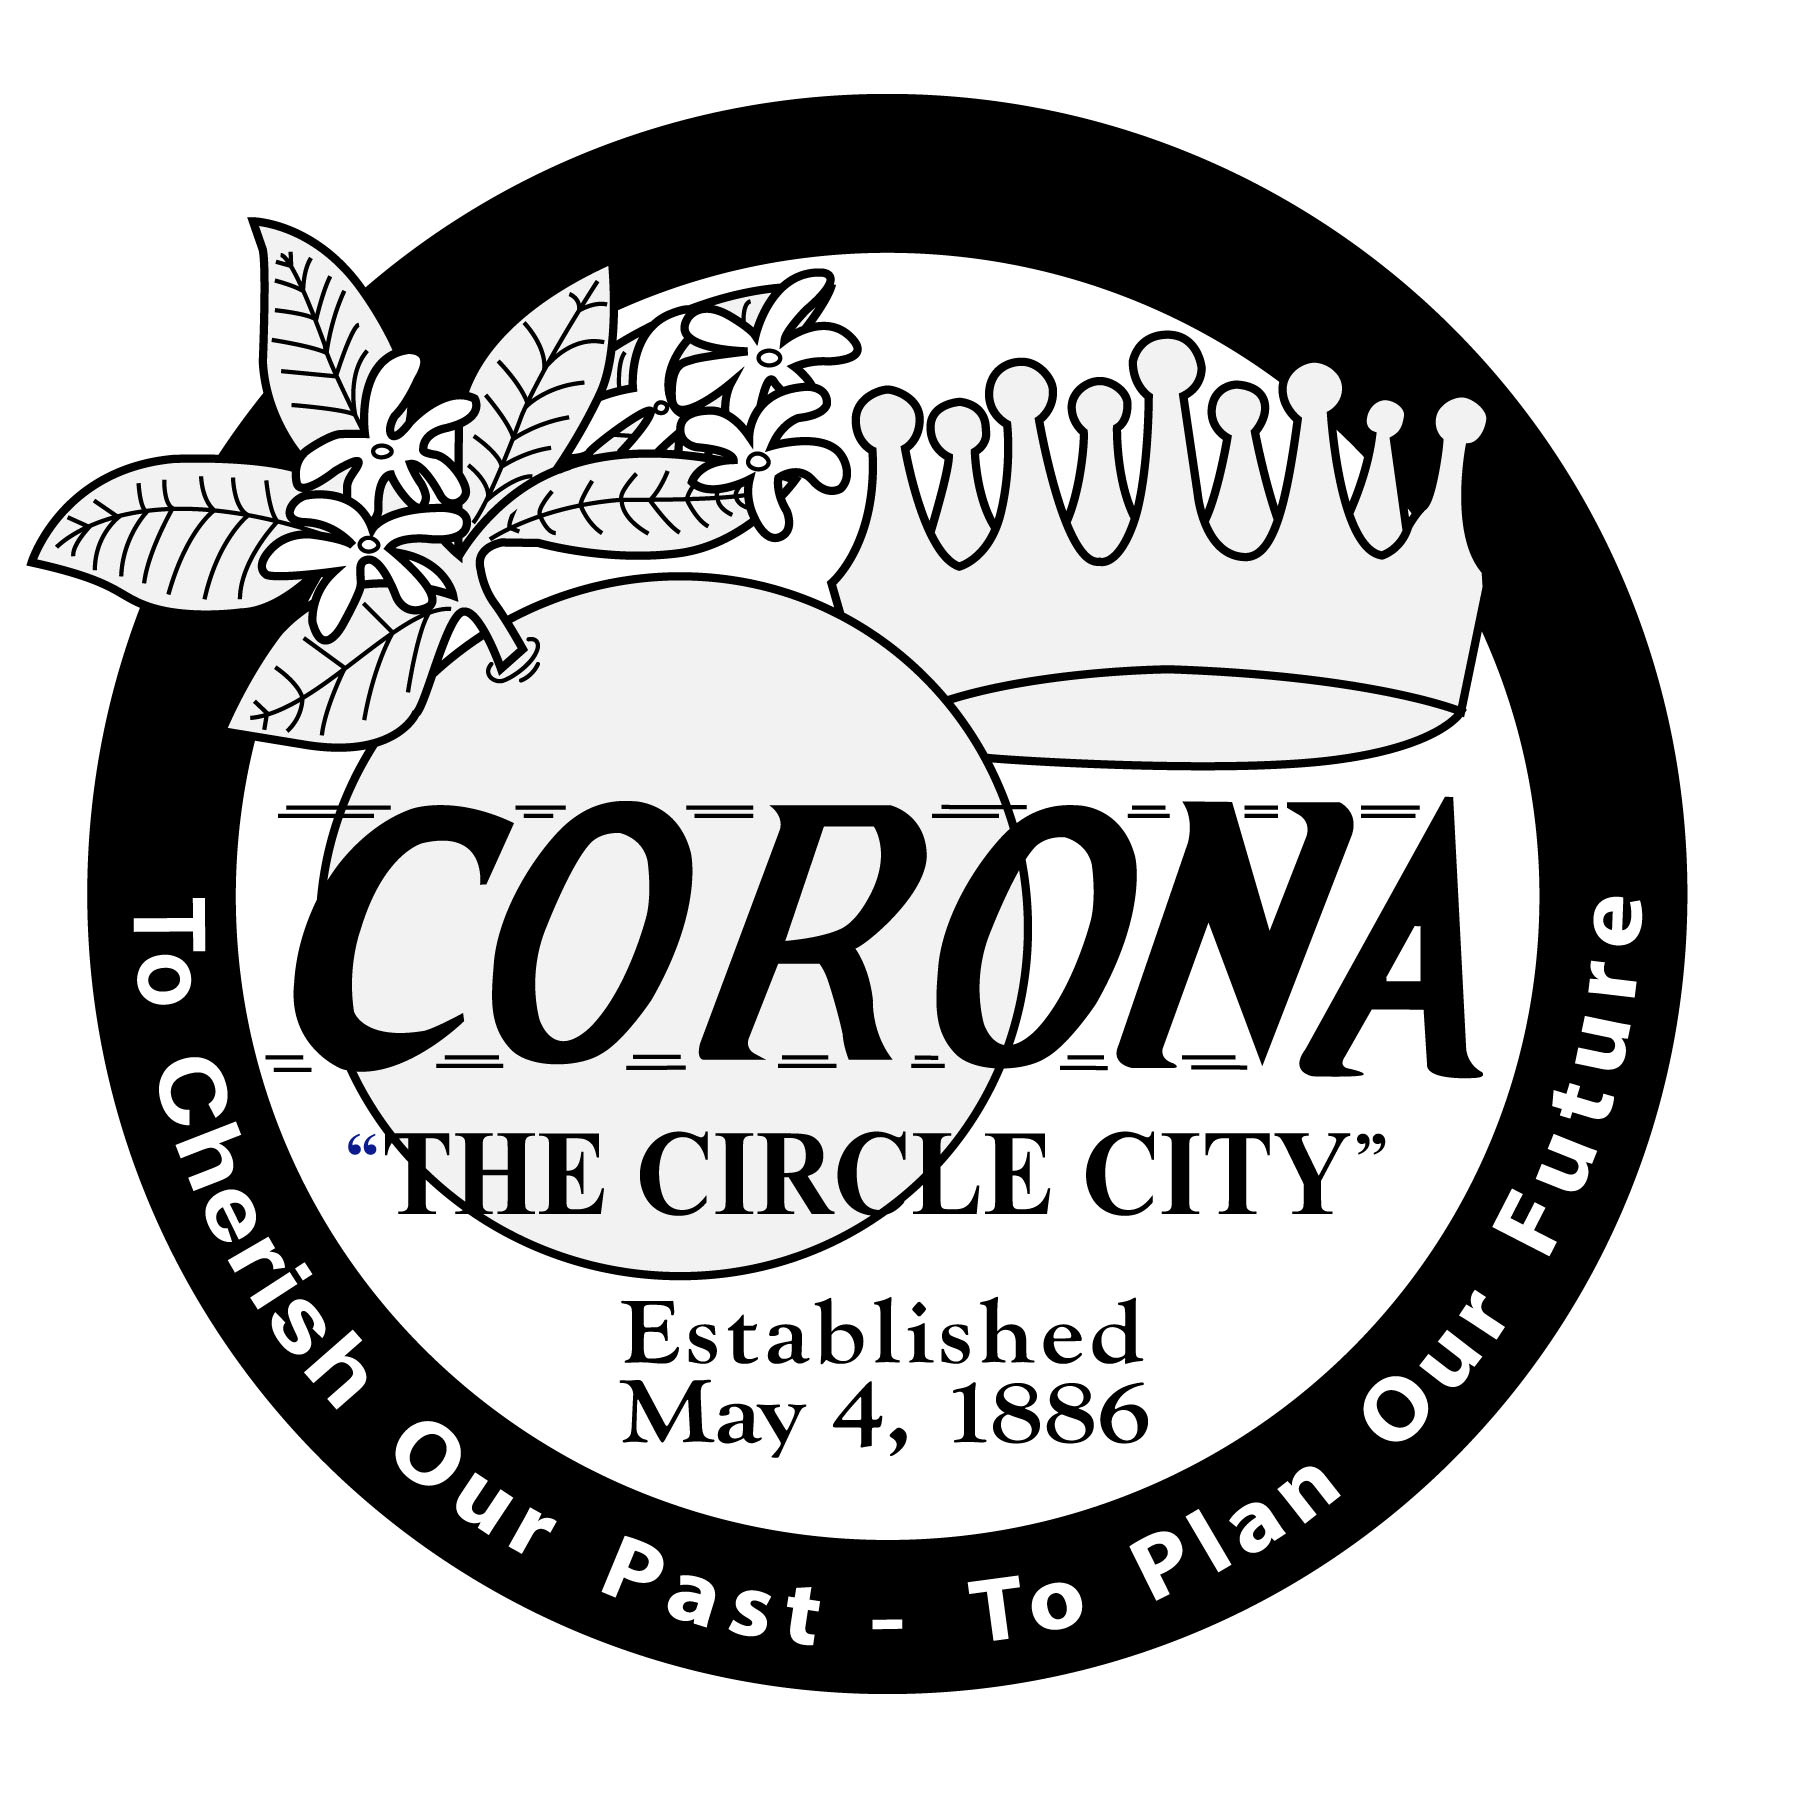 CORONA
“THE CIRCLE CITY”
Established
May 4, 1886
To Cherish Our Past - To Plan Our Future